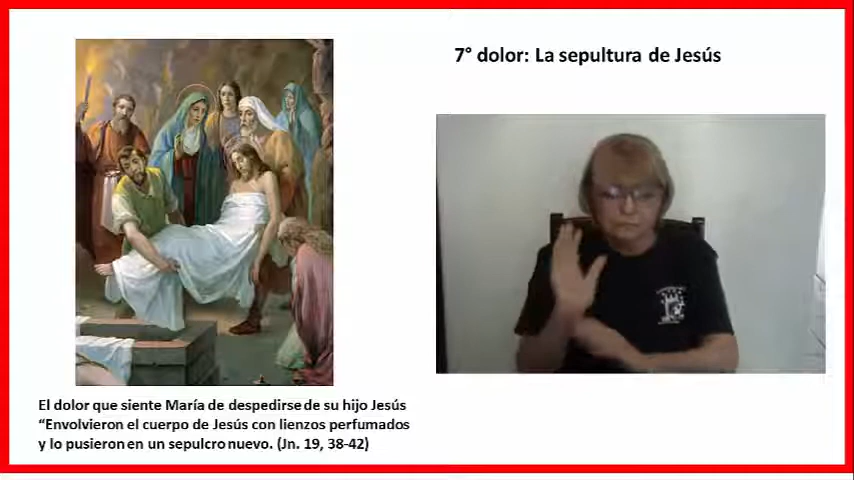 7° dolor: La sepultura de Jesús
El dolor que siente María de despedirse de su hijo Jesús
“Envolvieron el cuerpo de Jesús con lienzos perfumados
y lo pusieron en un sepulcro nuevo. (Jn. 19, 38-42)